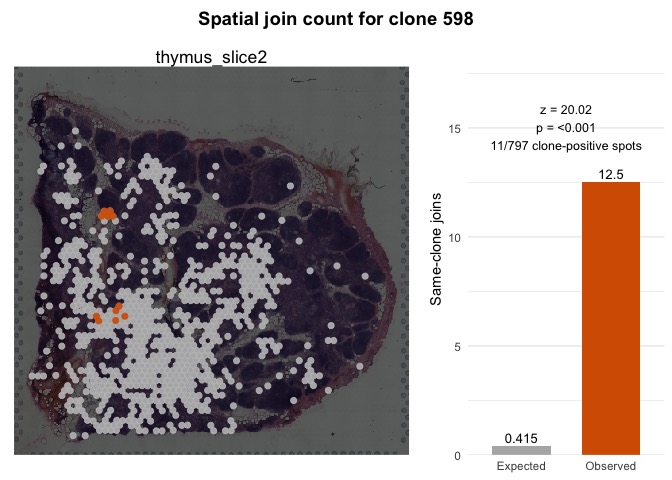 Spatial join count for clone 598
thymus_slice2
z = 20.02
p = <0.001
11/797 clone-positive spots
Same-clone joins
15
10
5
0
12.5
0.415
Expected
Observed